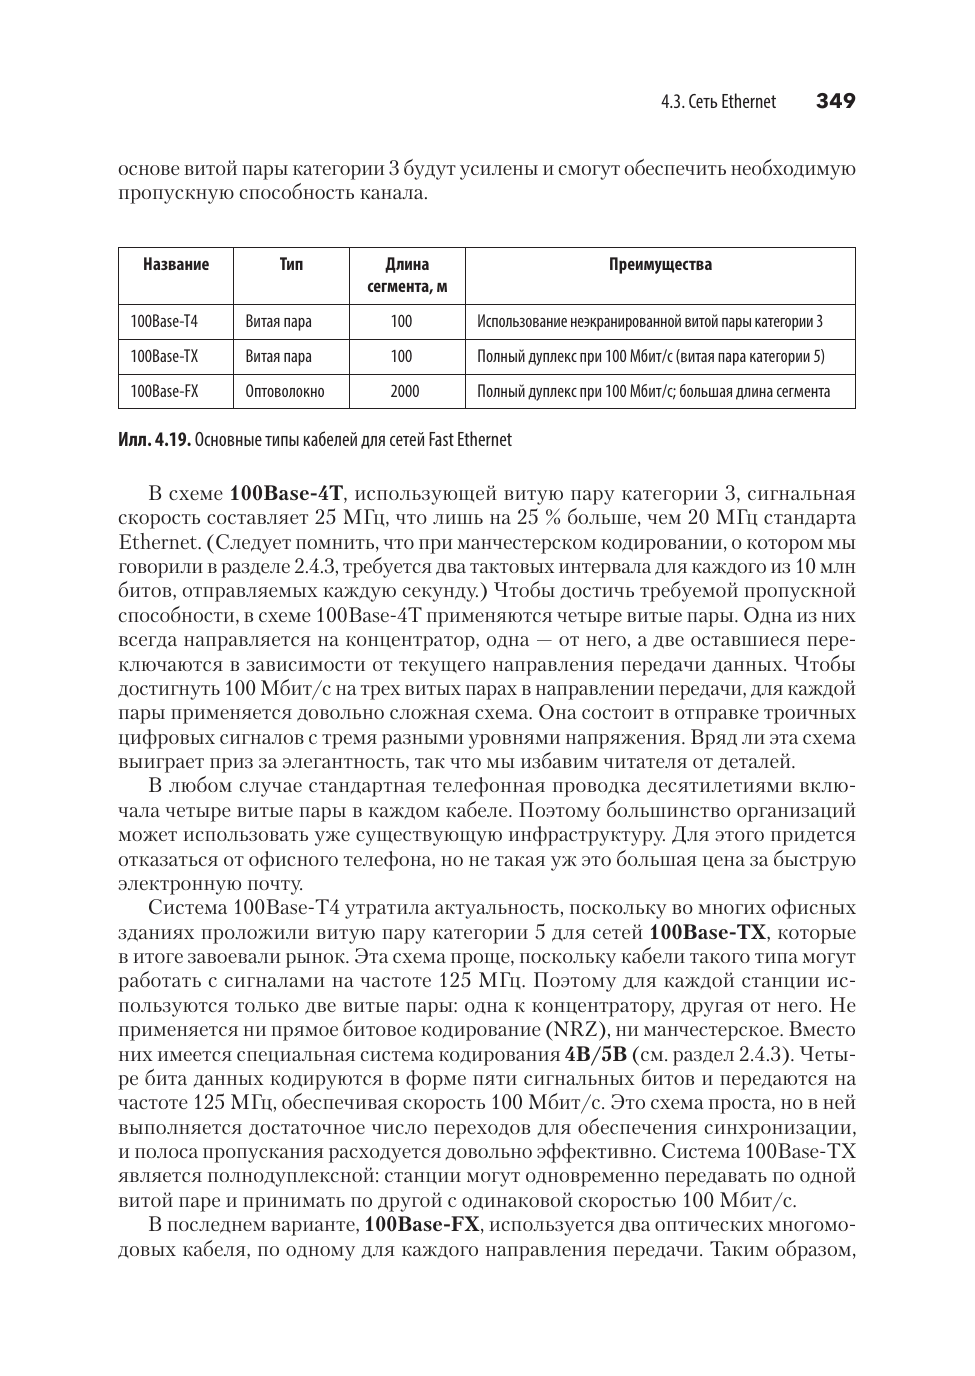 4.3. Сеть Ethernet 349
основе витой пары категории 3 будут усилены и смогут обеспечить необходимую
пропускную способность канала.
Название Тип Длина сегмента, м Преимущества
100Base-T4 Витая пара 100 Использование неэкранированной витой пары категории 3
100Base-TX Витая пара 100 Полный дуплекс при 100 Мбит/с (витая пара категории 5)
100Base-FX Оптоволокно 2000 Полный дуплекс при 100 Мбит/с; большая длина сегмента
Илл. 4.19. Основные типы кабелей для сетей Fast Ethernet
В схеме 100Base-4T, использующей витую пару категории 3, сигнальная
скорость составляет 25 МГц, что лишь на 25 % больше, чем 20 МГц стандарта
Ethernet. (Следует помнить, что при манчестерском кодировании, о котором мы
говорили в разделе 2.4.3, требуется два тактовых интервала для каждого из 10 млн
битов, отправляемых каждую секунду.) Чтобы достичь требуемой пропускной
способности, в схеме 100Base-4T применяются четыре витые пары. Одна из них
всегда направляется на концентратор, одна — от него, а две оставшиеся пере-
ключаются в зависимости от текущего направления передачи данных. Чтобы
достигнуть 100 Мбит/с на трех витых парах в направлении передачи, для каждой
пары применяется довольно сложная схема. Она состоит в отправке троичных
цифровых сигналов с тремя разными уровнями напряжения. Вряд ли эта схема
выиграет приз за элегантность, так что мы избавим читателя от деталей.
В любом случае стандартная телефонная проводка десятилетиями вклю-
чала четыре витые пары в каждом кабеле. Поэтому большинство организаций
может использовать уже существующую инфраструктуру. Для этого придется
отказаться от офисного телефона, но не такая уж это большая цена за быструю
электронную почту.
Система 100Base-T4 утратила актуальность, поскольку во многих офисных
зданиях проложили витую пару категории 5 для сетей 100Base-TX, которые
в итоге завоевали рынок. Эта схема проще, поскольку кабели такого типа могут
работать с сигналами на частоте 125 МГц. Поэтому для каждой станции ис-
пользуются только две витые пары: одна к концентратору, другая от него. Не
применяется ни прямое битовое кодирование (NRZ), ни манчестерское. Вместо
них имеется специальная система кодирования 4B/5B (см. раздел 2.4.3). Четы-
ре бита данных кодируются в форме пяти сигнальных битов и передаются на
частоте 125 МГц, обеспечивая скорость 100 Мбит/с. Это схема проста, но в ней
выполняется достаточное число переходов для обеспечения синхронизации,
и полоса пропускания расходуется довольно эффективно. Система 100Base-TX
является полнодуплексной: станции могут одновременно передавать по одной
витой паре и принимать по другой с одинаковой скоростью 100 Мбит/с.
В последнем варианте, 100Base-FX, используется два оптических многомо-
довых кабеля, по одному для каждого направления передачи. Таким образом,